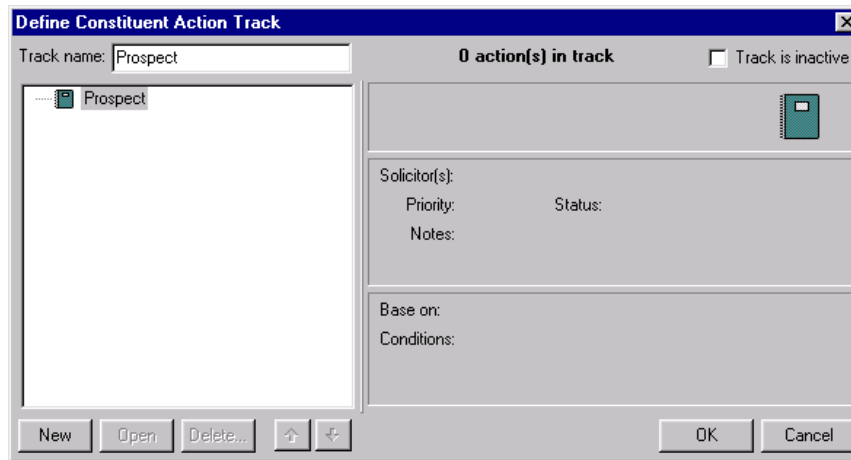 Define Constituent Action Track
Track name: Prospect
0 action(s) in track
Track is inactive
Prospect
Solicitor(s):
Priority:
Status:
Notes:
Base on:
Conditions:
New
Open
Delete...
OK
Cancel